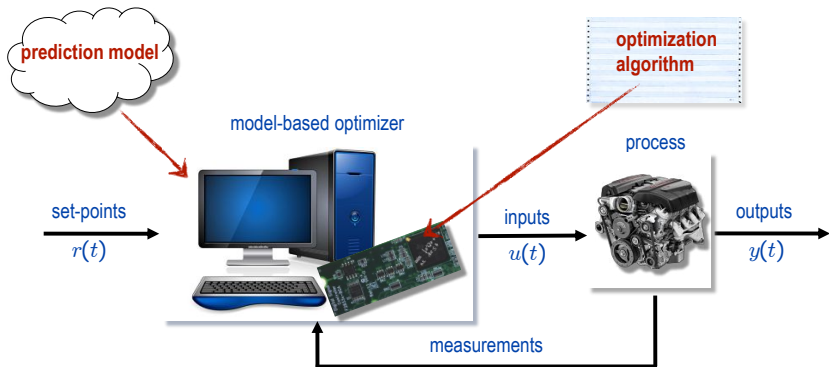 prediction model
optimization
algorithm
model-based optimizer
process
set-points
r(t)
inputs
u(t)
outputs
y(t)
measurements